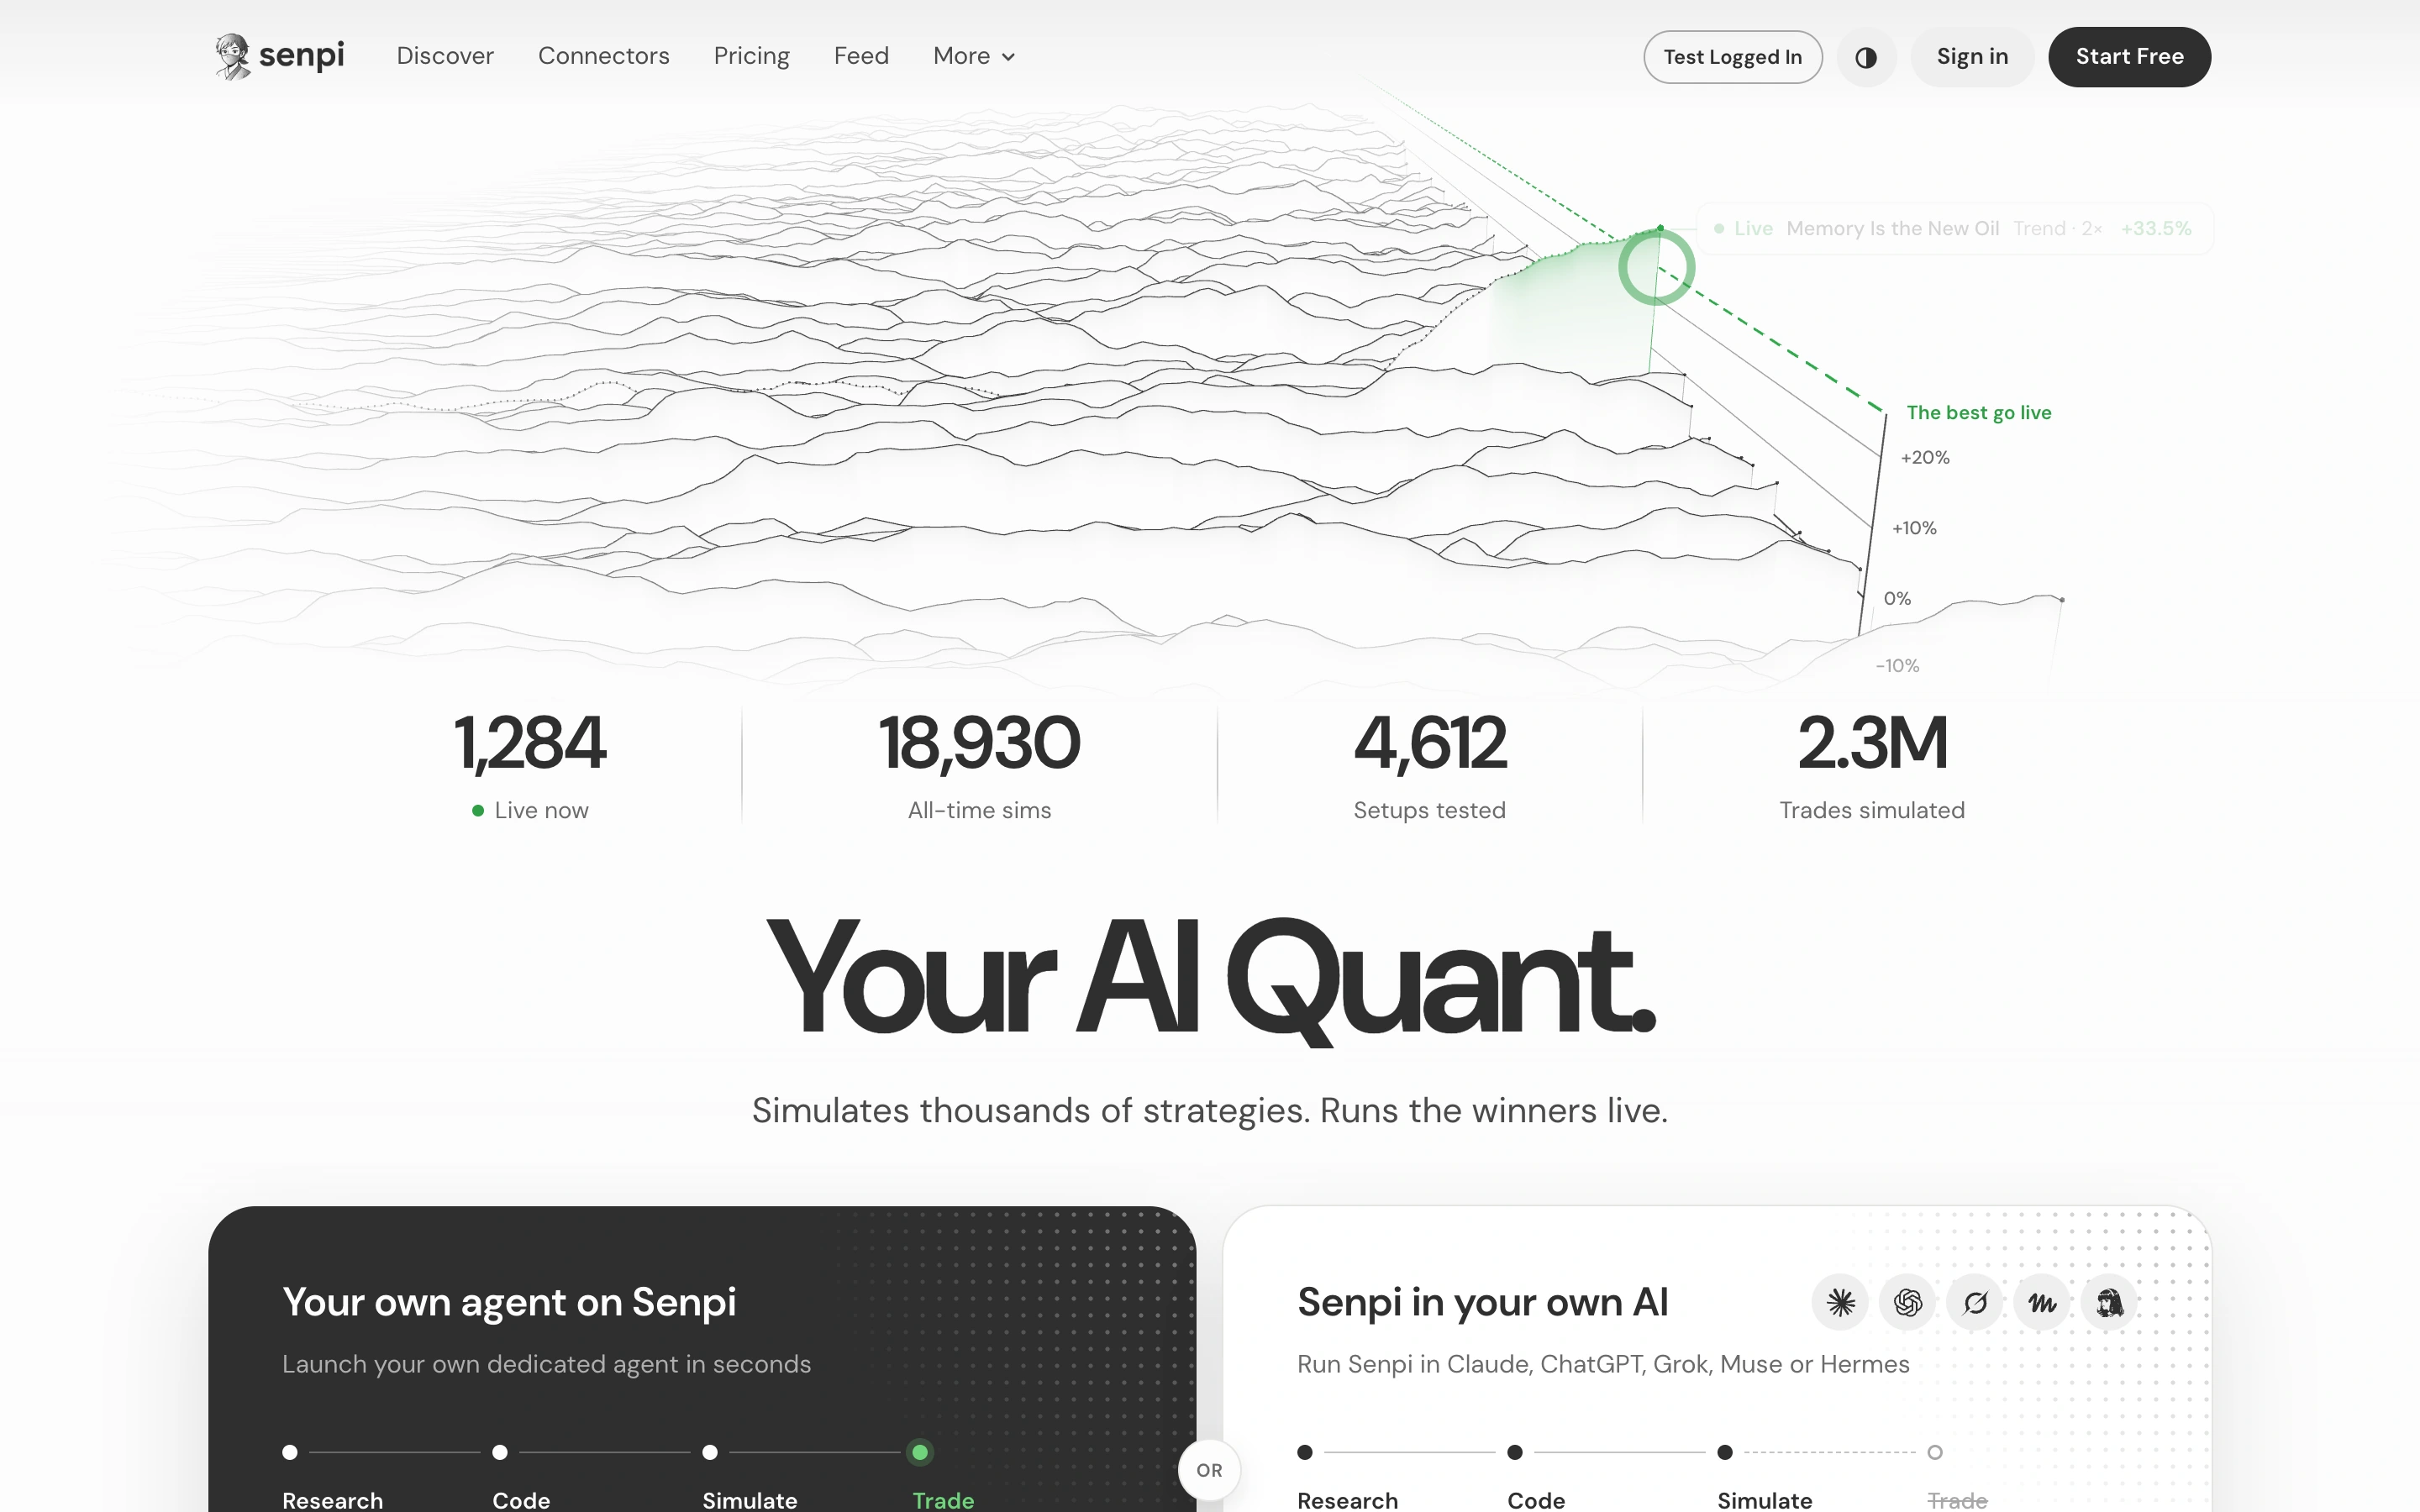 senpi Discover Connectors Pricing Feed More Test Logged In Sign in Start Free
Live Memory Is the New Oil Trend · 2× +33.5%
The best go live
+20%
+10%
0%
-10%
1,284 18,930 4,612 2.3M
Live now All-time sims Setups tested Trades simulated
Your AI Quant.
Simulates thousands of strategies. Runs the winners live.
Your own agent on Senpi
Launch your own dedicated agent in seconds
Research Code Simulate Trade
OR
Senpi in your own AI
Run Senpi in Claude, ChatGPT, Grok, Muse or Hermes
Research Code Simulate Trade